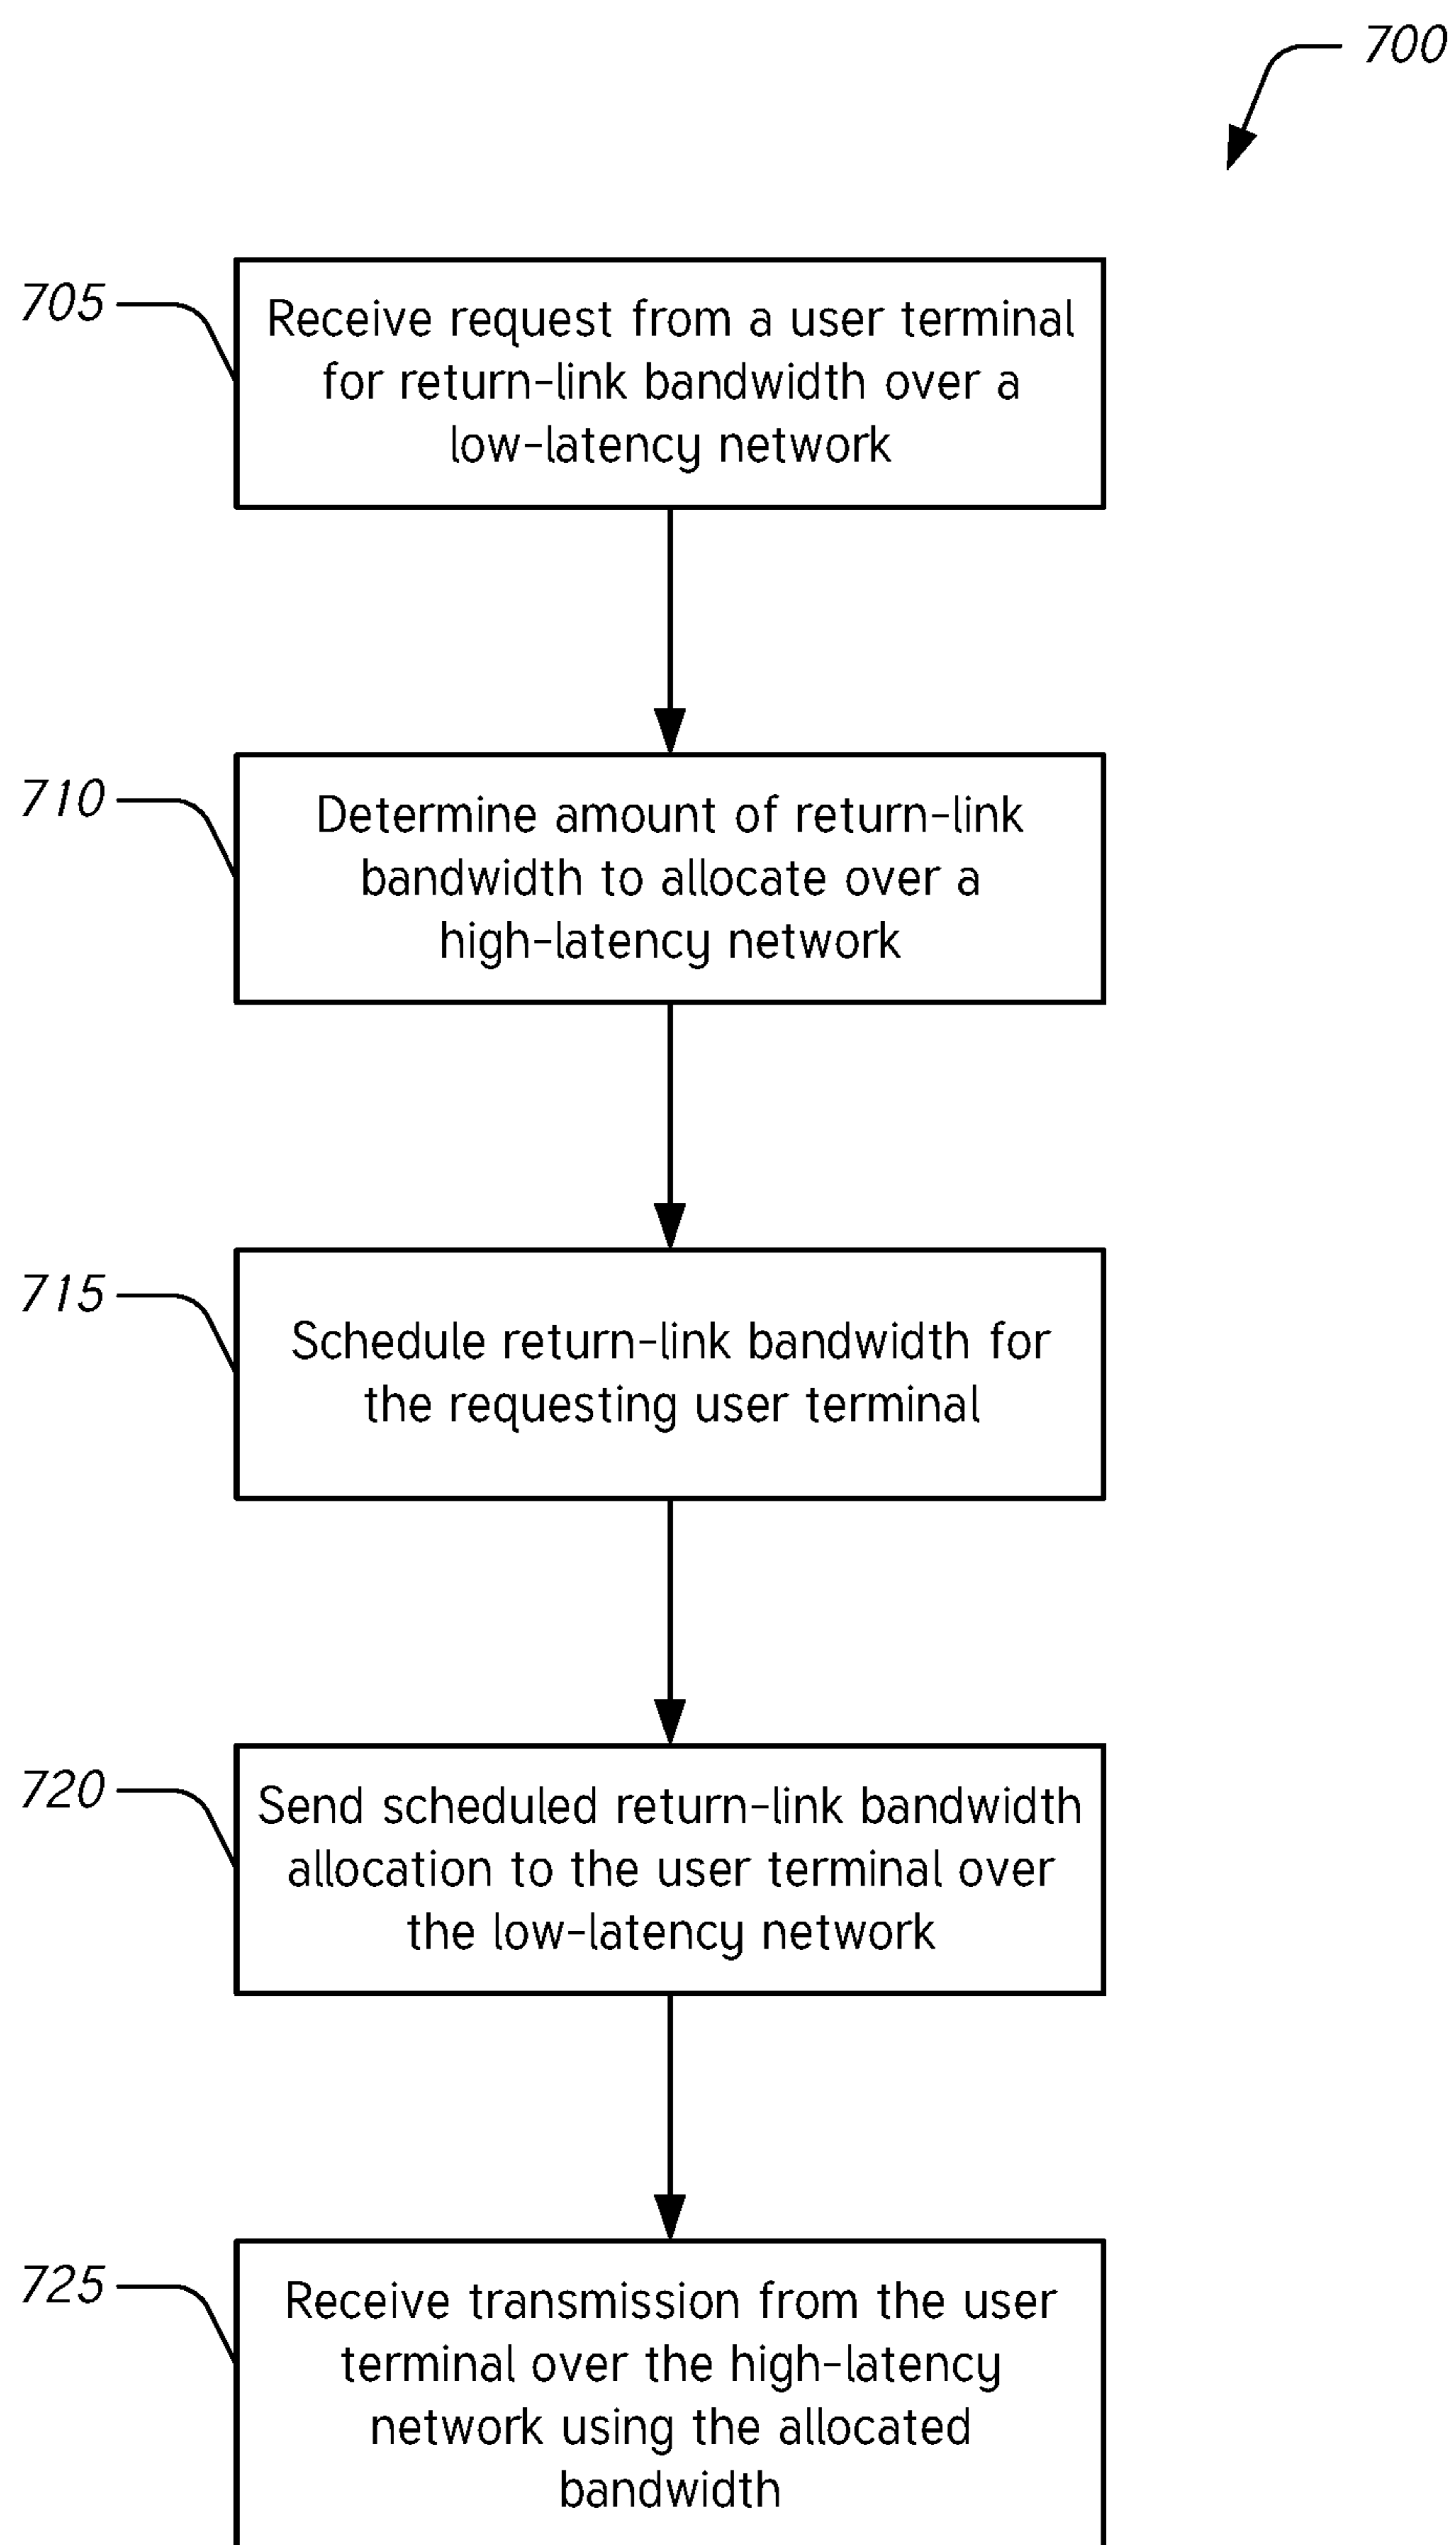 700
705
Receive request from a user terminal
for return-link bandwidth over a
low-latency network
710
Determine amount of return-link
bandwidth to allocate over a
high-latency network
715
Schedule return-link bandwidth for
the requesting user terminal
720
Send scheduled return-link bandwidth
allocation to the user terminal over
the low-latency network
725
Receive transmission from the user
terminal over the high-latency
network using the allocated
bandwidth